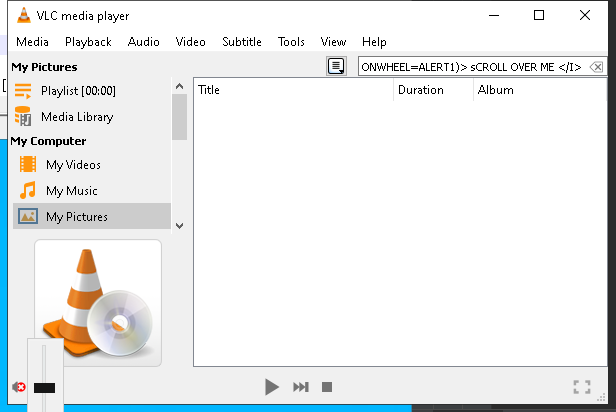 VLC media player
Media Playback Audio Video Subtitle Tools View Help
My Pictures
ONWHEEL=ALERT1)> sCROLL OVER ME </I>
Playlist [00:00]
Media Library
My Computer
My Videos
My Music
My Pictures
Title Duration Album